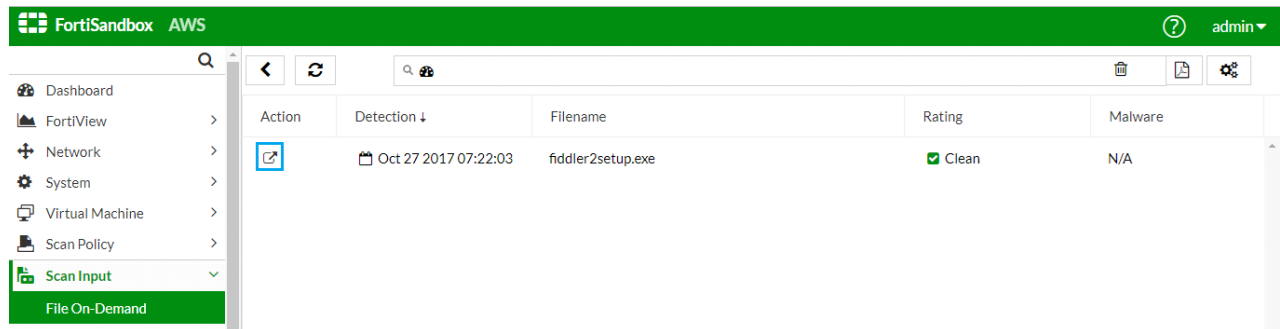 FortiSandbox AWS
admin
Dashboard
FortiView
Network
System
Virtual Machine
Scan Policy
Scan Input
File On-Demand
Action Detection Filename Rating Malware
Oct 27 2017 07:22:03 fiddler2setup.exe Clean N/A